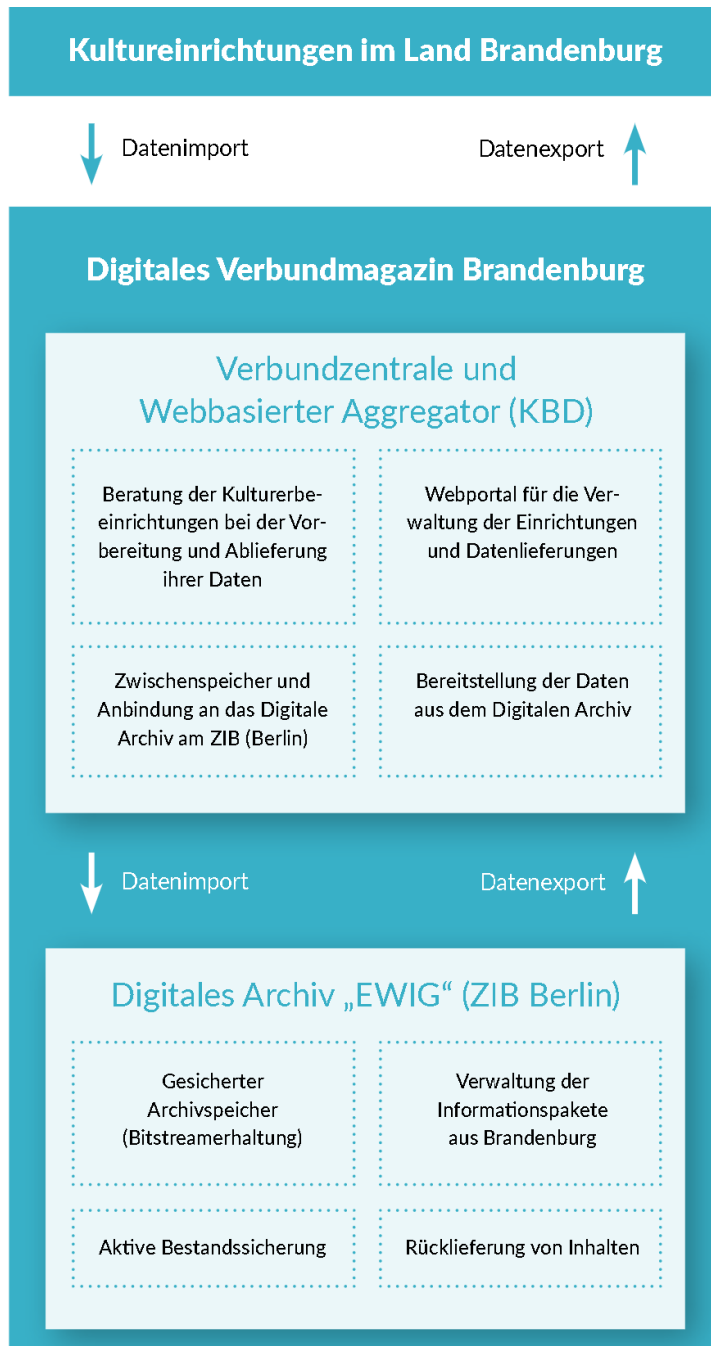 Kultureinrichtungen im Land Brandenburg
Datenimport
Datenexport
Digitales Verbundmagazin Brandenburg
Verbundzentrale und
Webbasierter Aggregator (KBD)
Beratung der Kulturerbe-
einrichtungen bei der Vor-
bereitung und Ablieferung
ihrer Daten
Webportal für die Ver-
waltung der Einrichtungen
und Datenlieferungen
Zwischenspeicher und
Anbindung an das Digitale
Archiv am ZIB (Berlin)
Bereitstellung der Daten
aus dem Digitalen Archiv
Datenimport
Datenexport
Digitales Archiv „EWIG“ (ZIB Berlin)
Gesicherter
Archivspeicher
(Bitstreamerhaltung)
Verwaltung der
Informationspakete
aus Brandenburg
Aktive Bestandssicherung
Rücklieferung von Inhalten